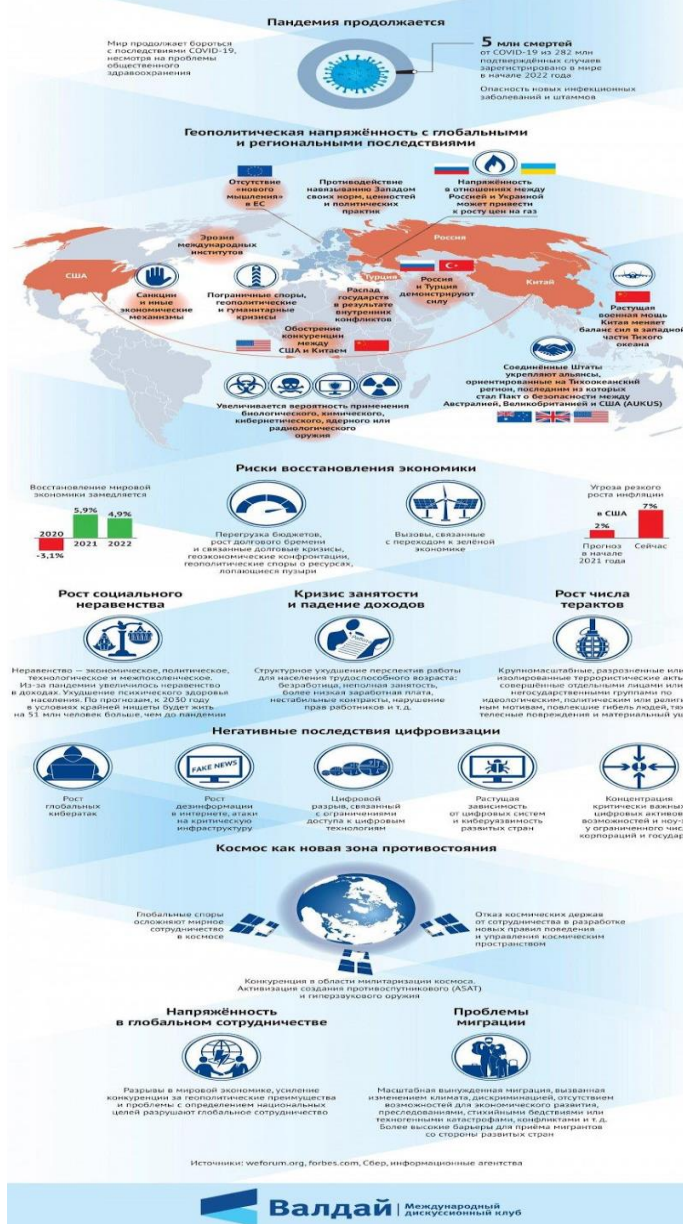 Пандемия продолжается
Мир продолжает бороться
с последствиями COVID-19,
несмотря на проблемы
общественного
здравоохранения
5 млн смертей
от COVID-19 из 282 млн
подтверждённых случаев
зарегистрировано в мире
в начале 2022 года
Опасность новых инфекционных
заболеваний и штаммов
Геополитическая напряжённость с глобальными
и региональными последствиями
Отсутствие
«нового
мышления»
в ЕС
Противодействие
навязыванию Западом
своих норм, ценностей
и политических
практик
Напряжённость
в отношениях между
Россией и Украиной
может привести
к росту цен на газ
Эрозия
международных
институтов
Россия
США
Санкции
и иные
экономические
механизмы
Пограничные споры,
геополитические
и гуманитарные
кризисы
Турция
Распад
государств
в результате
внутренних
конфликтов
Россия
и Турция
демонстрируют
силу
Китай
Растущая
военная мощь
Китая меняет
баланс сил в западной
части Тихого
океана
Обострение
конкуренции
между
США и Китаем
Соединённые Штаты
укрепляют альянсы,
ориентированные на Тихоокеанский
регион, последним из которых
стал Пакт о безопасности между
Австралией, Великобританией и США (AUKUS)
Увеличивается вероятность применения
биологического, химического,
кибернетического, ядерного или
радиологического
оружия
Риски восстановления экономики
Восстановление мировой
экономики замедляется
2020
-3,1%
5,9%
2021
4,9%
2022
Перегрузка бюджетов,
рост долгового бремени
и связанные долговые кризисы,
геоэкономические конфронтации,
геополитические споры о ресурсах,
лопающиеся пузыри
Вызовы, связанные
с переходом к зелёной
экономике
Угроза резкого
роста инфляции
в США
2%
Прогноз
в начале
2021 года
7%
Сейчас
Рост социального
неравенства
Неравенство — экономическое, политическое,
технологическое и межпоколенческое.
Из-за пандемии увеличилось неравенство
в доходах. Ухудшение психического здоровья
населения. По прогнозам, к 2030 году
в условиях крайней нищеты будет жить
на 51 млн человек больше, чем до пандемии
Кризис занятости
и падение доходов
Структурное ухудшение перспектив работы
для населения трудоспособного возраста:
безработица, неполная занятость,
более низкая заработная плата,
нестабильные контракты, нарушение
прав работников и т.д.
Рост числа
терактов
Крупномасштабные, разрозненные или
изолированные террористические акты
совершённые отдельными лицами или
негосударственными группами по
идеологическим, политическим или религи
ным мотивам, повлекшие гибель людей, тяж
телесные повреждения и материальный ущ
Негативные последствия цифровизации
Рост
глобальных
кибератак
FAKE NEWS
Рост
дезинформации
в интернете, атаки
на критическую
инфраструктуру
Цифровой
разрыв, связанный
с ограничениями
доступа к цифровым
технологиям
Растущая
зависимость
от цифровых систем
и киберуязвимость
развитых стран
Концентрация
критически важных
цифровых активов
возможностей и ноу-
у ограниченного чис
корпораций и государ
Космос как новая зона противостояния
Глобальные споры
осложняют мирное
сотрудничество
в космосе
Отказ космических держав
от сотрудничества в разработке
новых правил поведения
и управления космическим
пространством
Конкуренция в области милитаризации космоса.
Активизация создания противоспутникового (ASAT)
и гиперзвукового оружия
Напряжённость
в глобальном сотрудничестве
Разрывы в мировой экономике, усиление
конкуренции за геополитические преимущества
и проблемы с определением национальных
целей разрушают глобальное сотрудничество
Проблемы
миграции
Масштабная вынужденная миграция, вызванная
изменением климата, дискриминацией, отсутствием
возможностей для экономического развития,
преследованиями, стихийными бедствиями или
техногенными катастрофами, конфликтами и т.д.
Более высокие барьеры для приёма мигрантов
со стороны развитых стран
Источники: weforum.org, forbes.com, Сбер, информационные агентства
Валдай
Международный
дискуссионный клуб